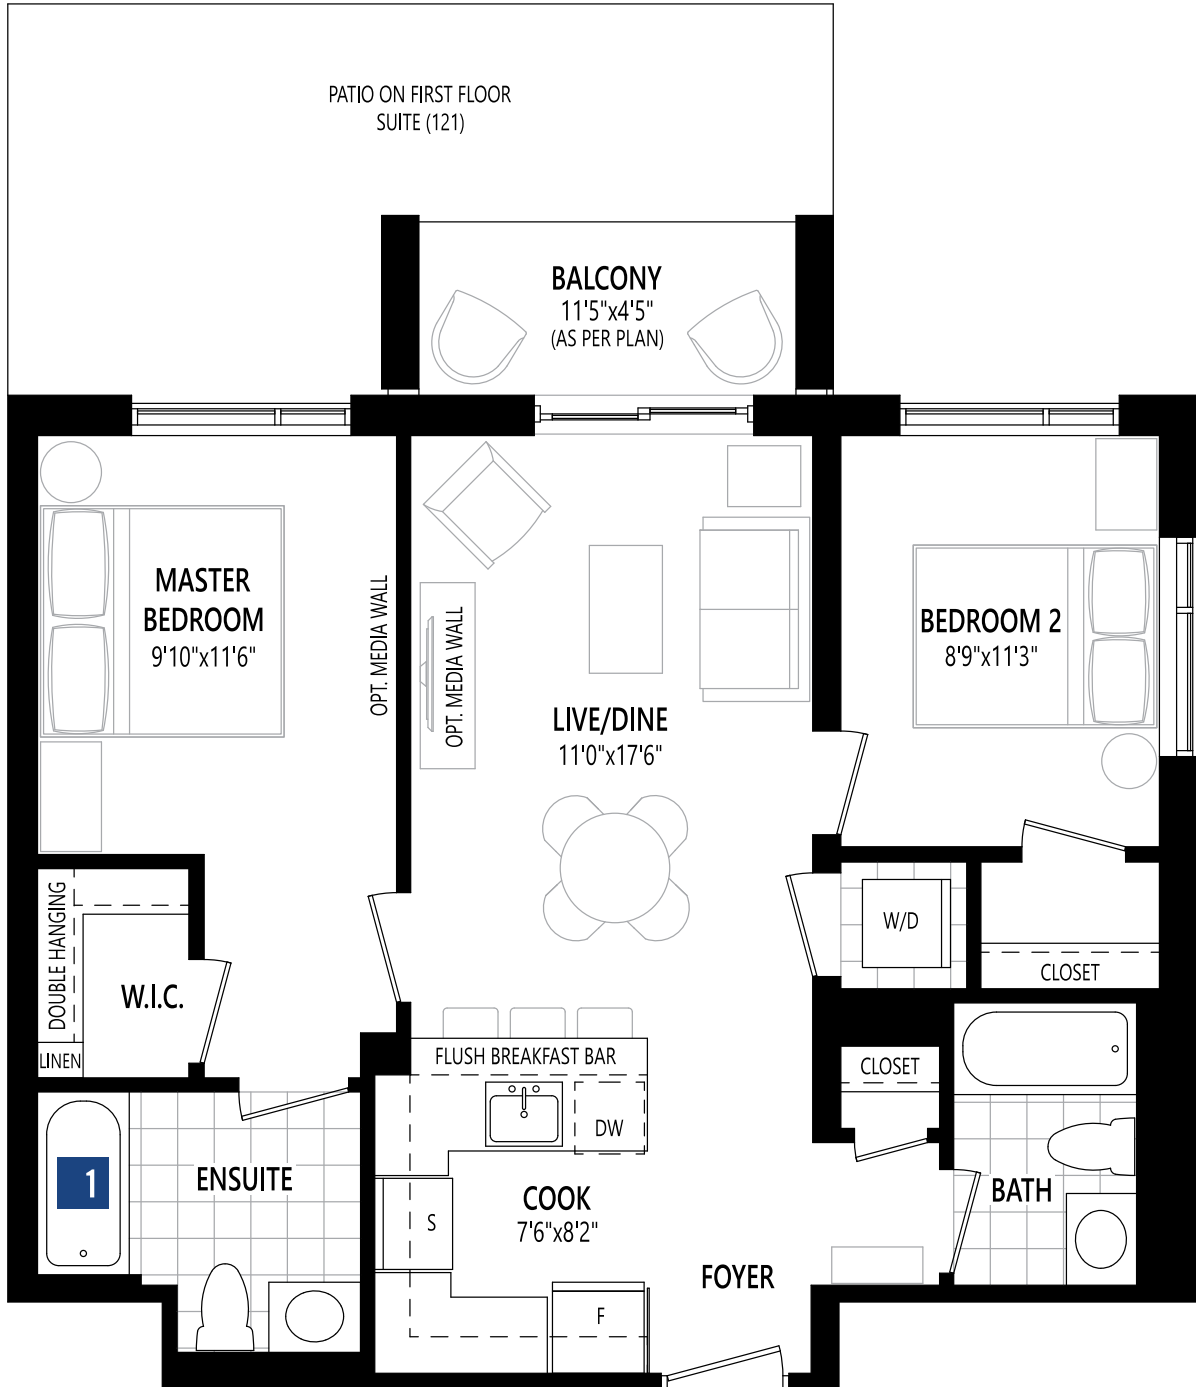 PATIO ON FIRST FLOOR
SUITE (121)
BALCONY
11'5"x4'5"
(AS PER PLAN)
MASTER
BEDROOM
9'10"x11'6"
OPT. MEDIA WALL
OPT. MEDIA WALL
LIVE/DINE
11'0"x17'6"
BEDROOM 2
8'9"x11'3"
DOUBLE HANGING
W.I.C.
LINEN
W/D
CLOSET
FLUSH BREAKFAST BAR
CLOSET
DW
1
ENSUITE
COOK
7'6"x8'2"
S
BATH
FOYER
F